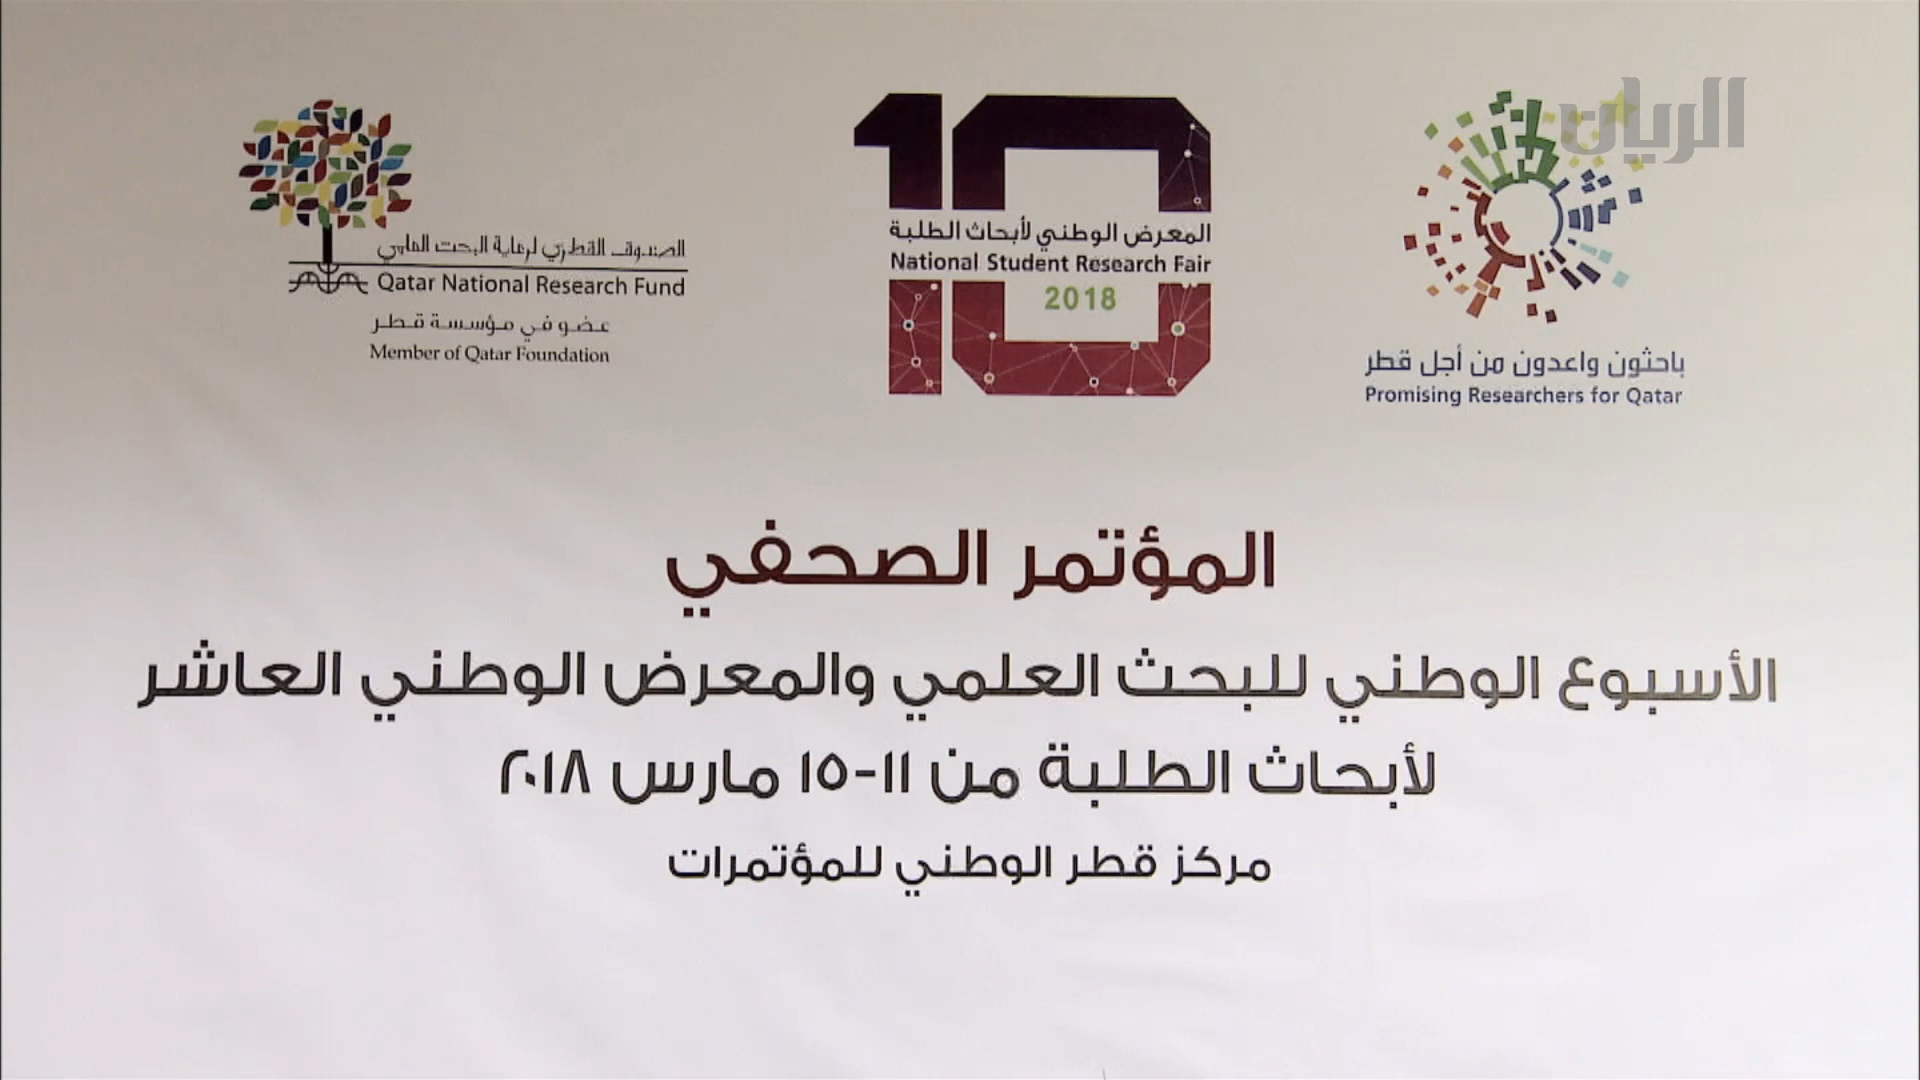 الريان
الصندوق القطري لرعاية البحث العلمي
Qatar National Research Fund
عضو في مؤسسة قطر
Member of Qatar Foundation
10
المعرض الوطني لأبحاث الطلبة
National Student Research Fair
2018
باحثون واعدون من أجل قطر
Promising Researchers for Qatar
المؤتمر الصحفي
الأسبوع الوطني للبحث العلمي والمعرض الوطني العاشر
لأبحاث الطلبة من ١١-١٥ مارس ٢٠١٨
مركز قطر الوطني للمؤتمرات